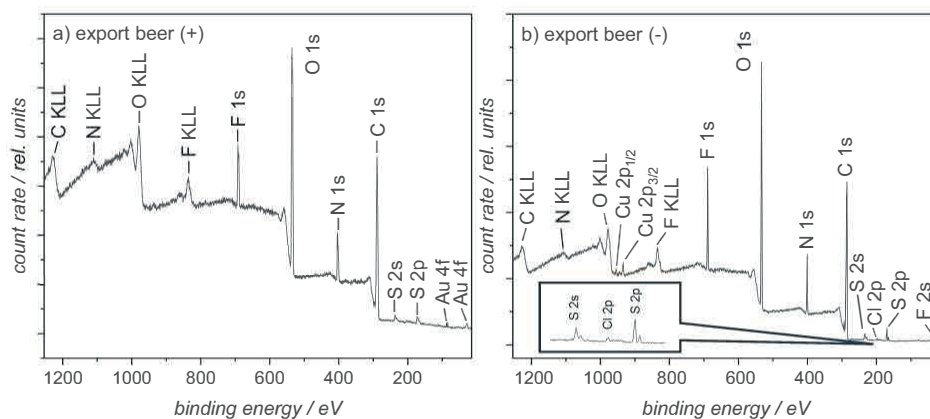 a) export beer (+)
count rate / rel. units
C KLL
N KLL
O KLL
F KLL
F 1s
O 1s
N 1s
C 1s
S 2s
S 2p
Au 4f
Au 4f
1200 1000 800 600 400 200
binding energy / eV
b) export beer (-)
count rate / rel. units
C KLL
N KLL
O KLL
Cu 2p1/2
Cu 2p3/2
F KLL
F 1s
O 1s
N 1s
C 1s
S 2s
Cl 2p
S 2p
F 2s
S 2s
Cl 2p
S 2p
1200 1000 800 600 400 200
binding energy / eV